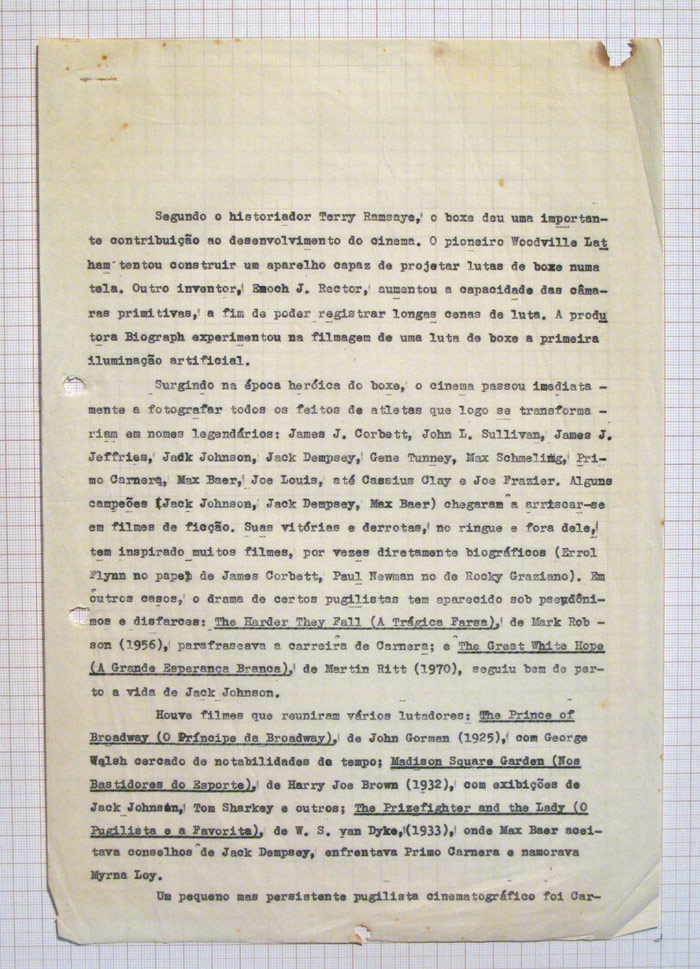 Segundo o historiador Terry Ramsaye, o boxe deu uma importan-
te contribuição ao desenvolvimento do cinema. O pioneiro Woodville Lat
ham tentou construir um aparelho capaz de projetar lutas de boxe numa
tela. Outro inventor, Enoch J. Rector, aumentou a capacidade das câma-
ras primitivas, a fim de poder registrar longas cenas de luta. A produ
tora Biograph experimentou na filmagem de uma luta de boxe a primeira
iluminação artificial.
Surgindo na época heróica do boxe, o cinema passou imediata -
mente a fotografar todos os feitos de atletas que logo se transforma -
riam em nomes legendários: James J. Corbett, John L. Sullivan, James J.
Jeffries, Jack Johnson, Jack Dempsey, Gene Tunney, Max Schmeling, Pri-
mo Carnera, Max Baer, Joe Louis, até Cassius Clay e Joe Frazier. Alguns
campeões (Jack Johnson, Jack Dempsey, Max Baer) chegaram a arriscar-se
em filmes de ficção. Suas vitórias e derrotas, no ringue e fora dele,
tem inspirado muitos filmes, por vezes diretamente biográficos (Errol
Flynn no papel de James Corbett, Paul Newman no de Rocky Graziano). Em
outros casos, o drama de certos pugilistas tem aparecido sob pseudôni-
mos e disfarces: The Harder They Fall (A Trágica Farsa), de Mark Rob -
son (1956), parafraseava a carreira de Carnera; e The Great White Hope
(A Grande Esperança Branca), de Martin Ritt (1970), seguiu bem de per-
to a vida de Jack Johnson.
Houve filmes que reuniram vários lutadores: The Prince of
Broadway (O Príncipe da Broadway), de John Gorman (1925), com George
Walsh cercado de notabilidades do tempo; Madison Square Garden (Nos
Bastidores do Esporte), de Harry Joe Brown (1932), com exibições de
Jack Johnson, Tom Sharkey e outros; The Prizefighter and the Lady (O
Pugilista e a Favorita), de W. S. van Dyke,(1933), onde Max Baer acei-
tava conselhos de Jack Dempsey, enfrentava Primo Carnera e namorava
Myrna Loy.
Um pequeno mas persistente pugilista cinematográfico foi Car-